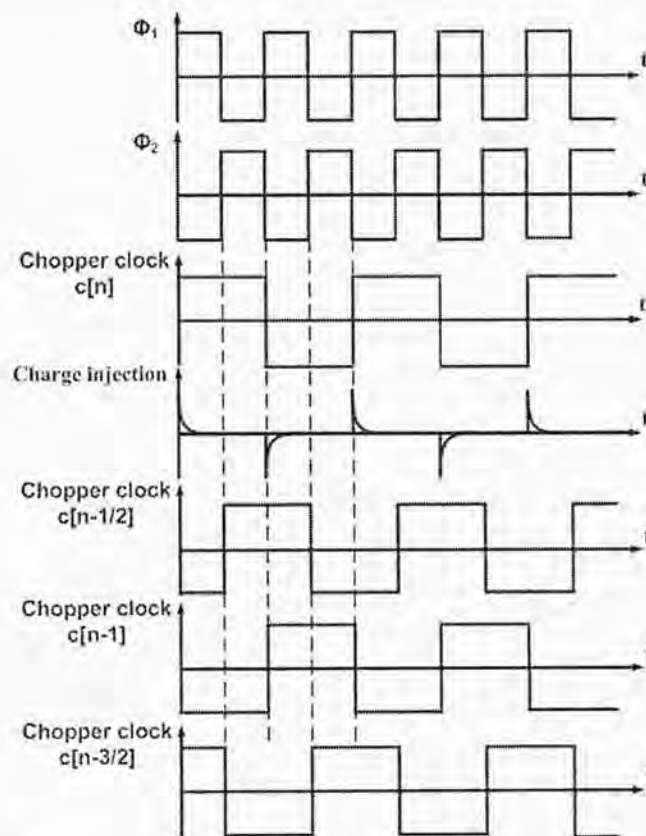 Φ₁
t
Φ₂
t
Chopper clock
c[n]
t
Charge injection
t
Chopper clock
c[n-1/2]
Chopper clock
c[n-1]
Chopper clock
c[n-3/2]